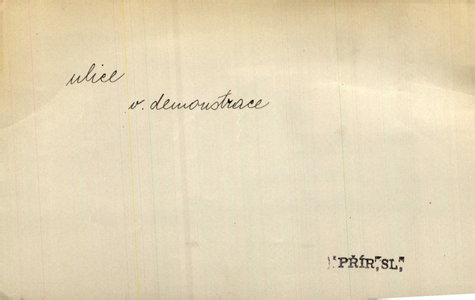 ulice
v. demonstrace
"PŘÍR„SL„